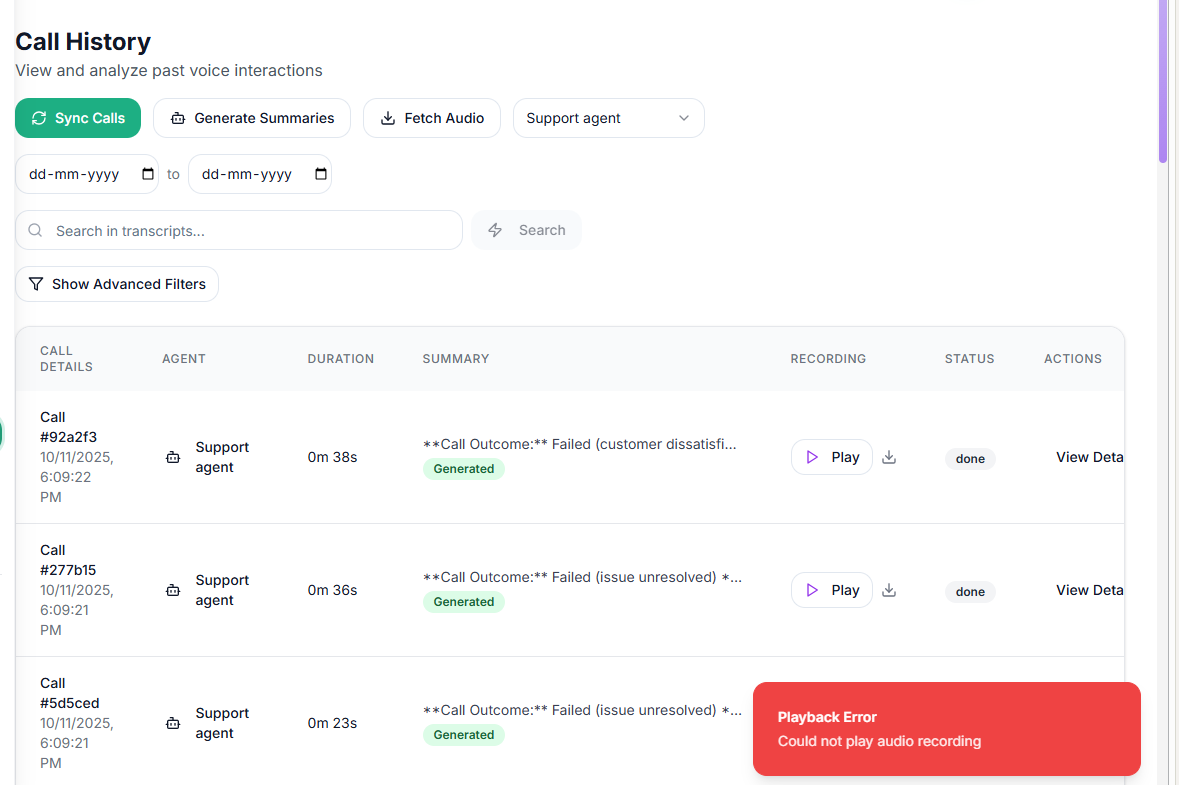 Call History
View and analyze past voice interactions
Sync Calls Generate Summaries Fetch Audio Support agent
dd-mm-yyyy to dd-mm-yyyy
Search in transcripts... Search
Show Advanced Filters
CALL DETAILS AGENT DURATION SUMMARY RECORDING STATUS ACTIONS
Call
#92a2f3
10/11/2025,
6:09:22
PM
Support
agent
0m 38s
**Call Outcome:** Failed (customer dissatisfi...
Generated
Play
done
View Deta
Call
#277b15
10/11/2025,
6:09:21
PM
Support
agent
0m 36s
**Call Outcome:** Failed (issue unresolved) *...
Generated
Play
done
View Deta
Call
#5d5ced
10/11/2025,
6:09:21
PM
Support
agent
0m 23s
**Call Outcome:** Failed (issue unresolved) *...
Generated
Playback Error
Could not play audio recording